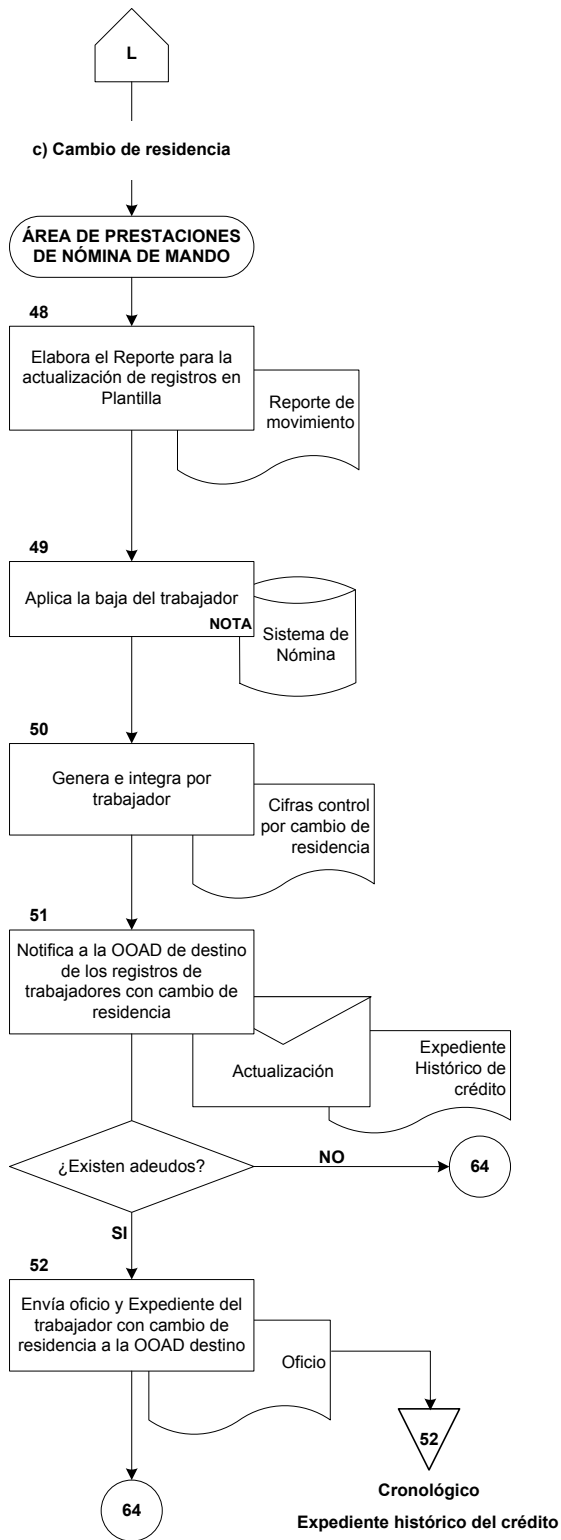 L
c) Cambio de residencia
ÁREA DE PRESTACIONES
DE NÓMINA DE MANDO
48
Elabora el Reporte para la
actualización de registros en
Plantilla
Reporte de
movimiento
49
Aplica la baja del trabajador
NOTA
Sistema de
Nómina
50
Genera e integra por
trabajador
Cifras control
por cambio de
residencia
51
Notifica a la OOAD de destino
de los registros de
trabajadores con cambio de
residencia
Actualización
Expediente
Histórico de
crédito
¿Existen adeudos?
NO
64
SI
52
Envía oficio y Expediente del
trabajador con cambio de
residencia a la OOAD destino
Oficio
52
Cronológico
Expediente histórico del crédito
64